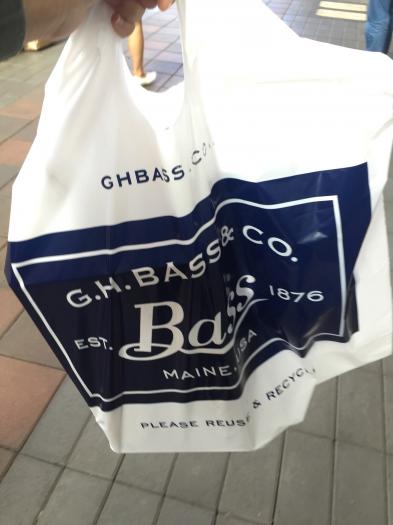 GHBASS.CO
G.H. BASS & CO.
EST. Bass 1876
MAINE, USA
PLEASE REUSE & RECYCLE